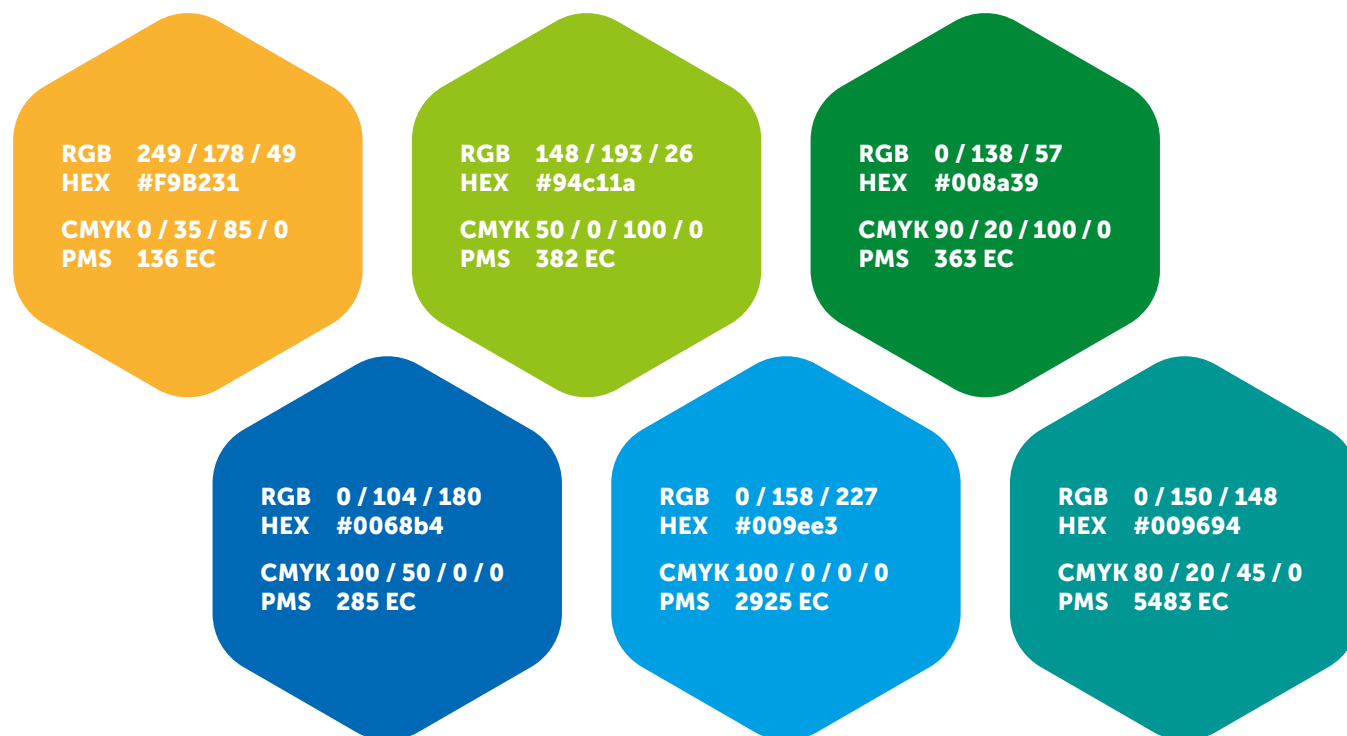 RGB 249 / 178 / 49
HEX #F9B231
CMYK 0 / 35 / 85 / 0
PMS 136 EC
RGB 148 / 193 / 26
HEX #94c11a
CMYK 50 / 0 / 100 / 0
PMS 382 EC
RGB 0 / 138 / 57
HEX #008a39
CMYK 90 / 20 / 100 / 0
PMS 363 EC
RGB 0 / 104 / 180
HEX #0068b4
CMYK 100 / 50 / 0 / 0
PMS 285 EC
RGB 0 / 158 / 227
HEX #009ee3
CMYK 100 / 0 / 0 / 0
PMS 2925 EC
RGB 0 / 150 / 148
HEX #009694
CMYK 80 / 20 / 45 / 0
PMS 5483 EC